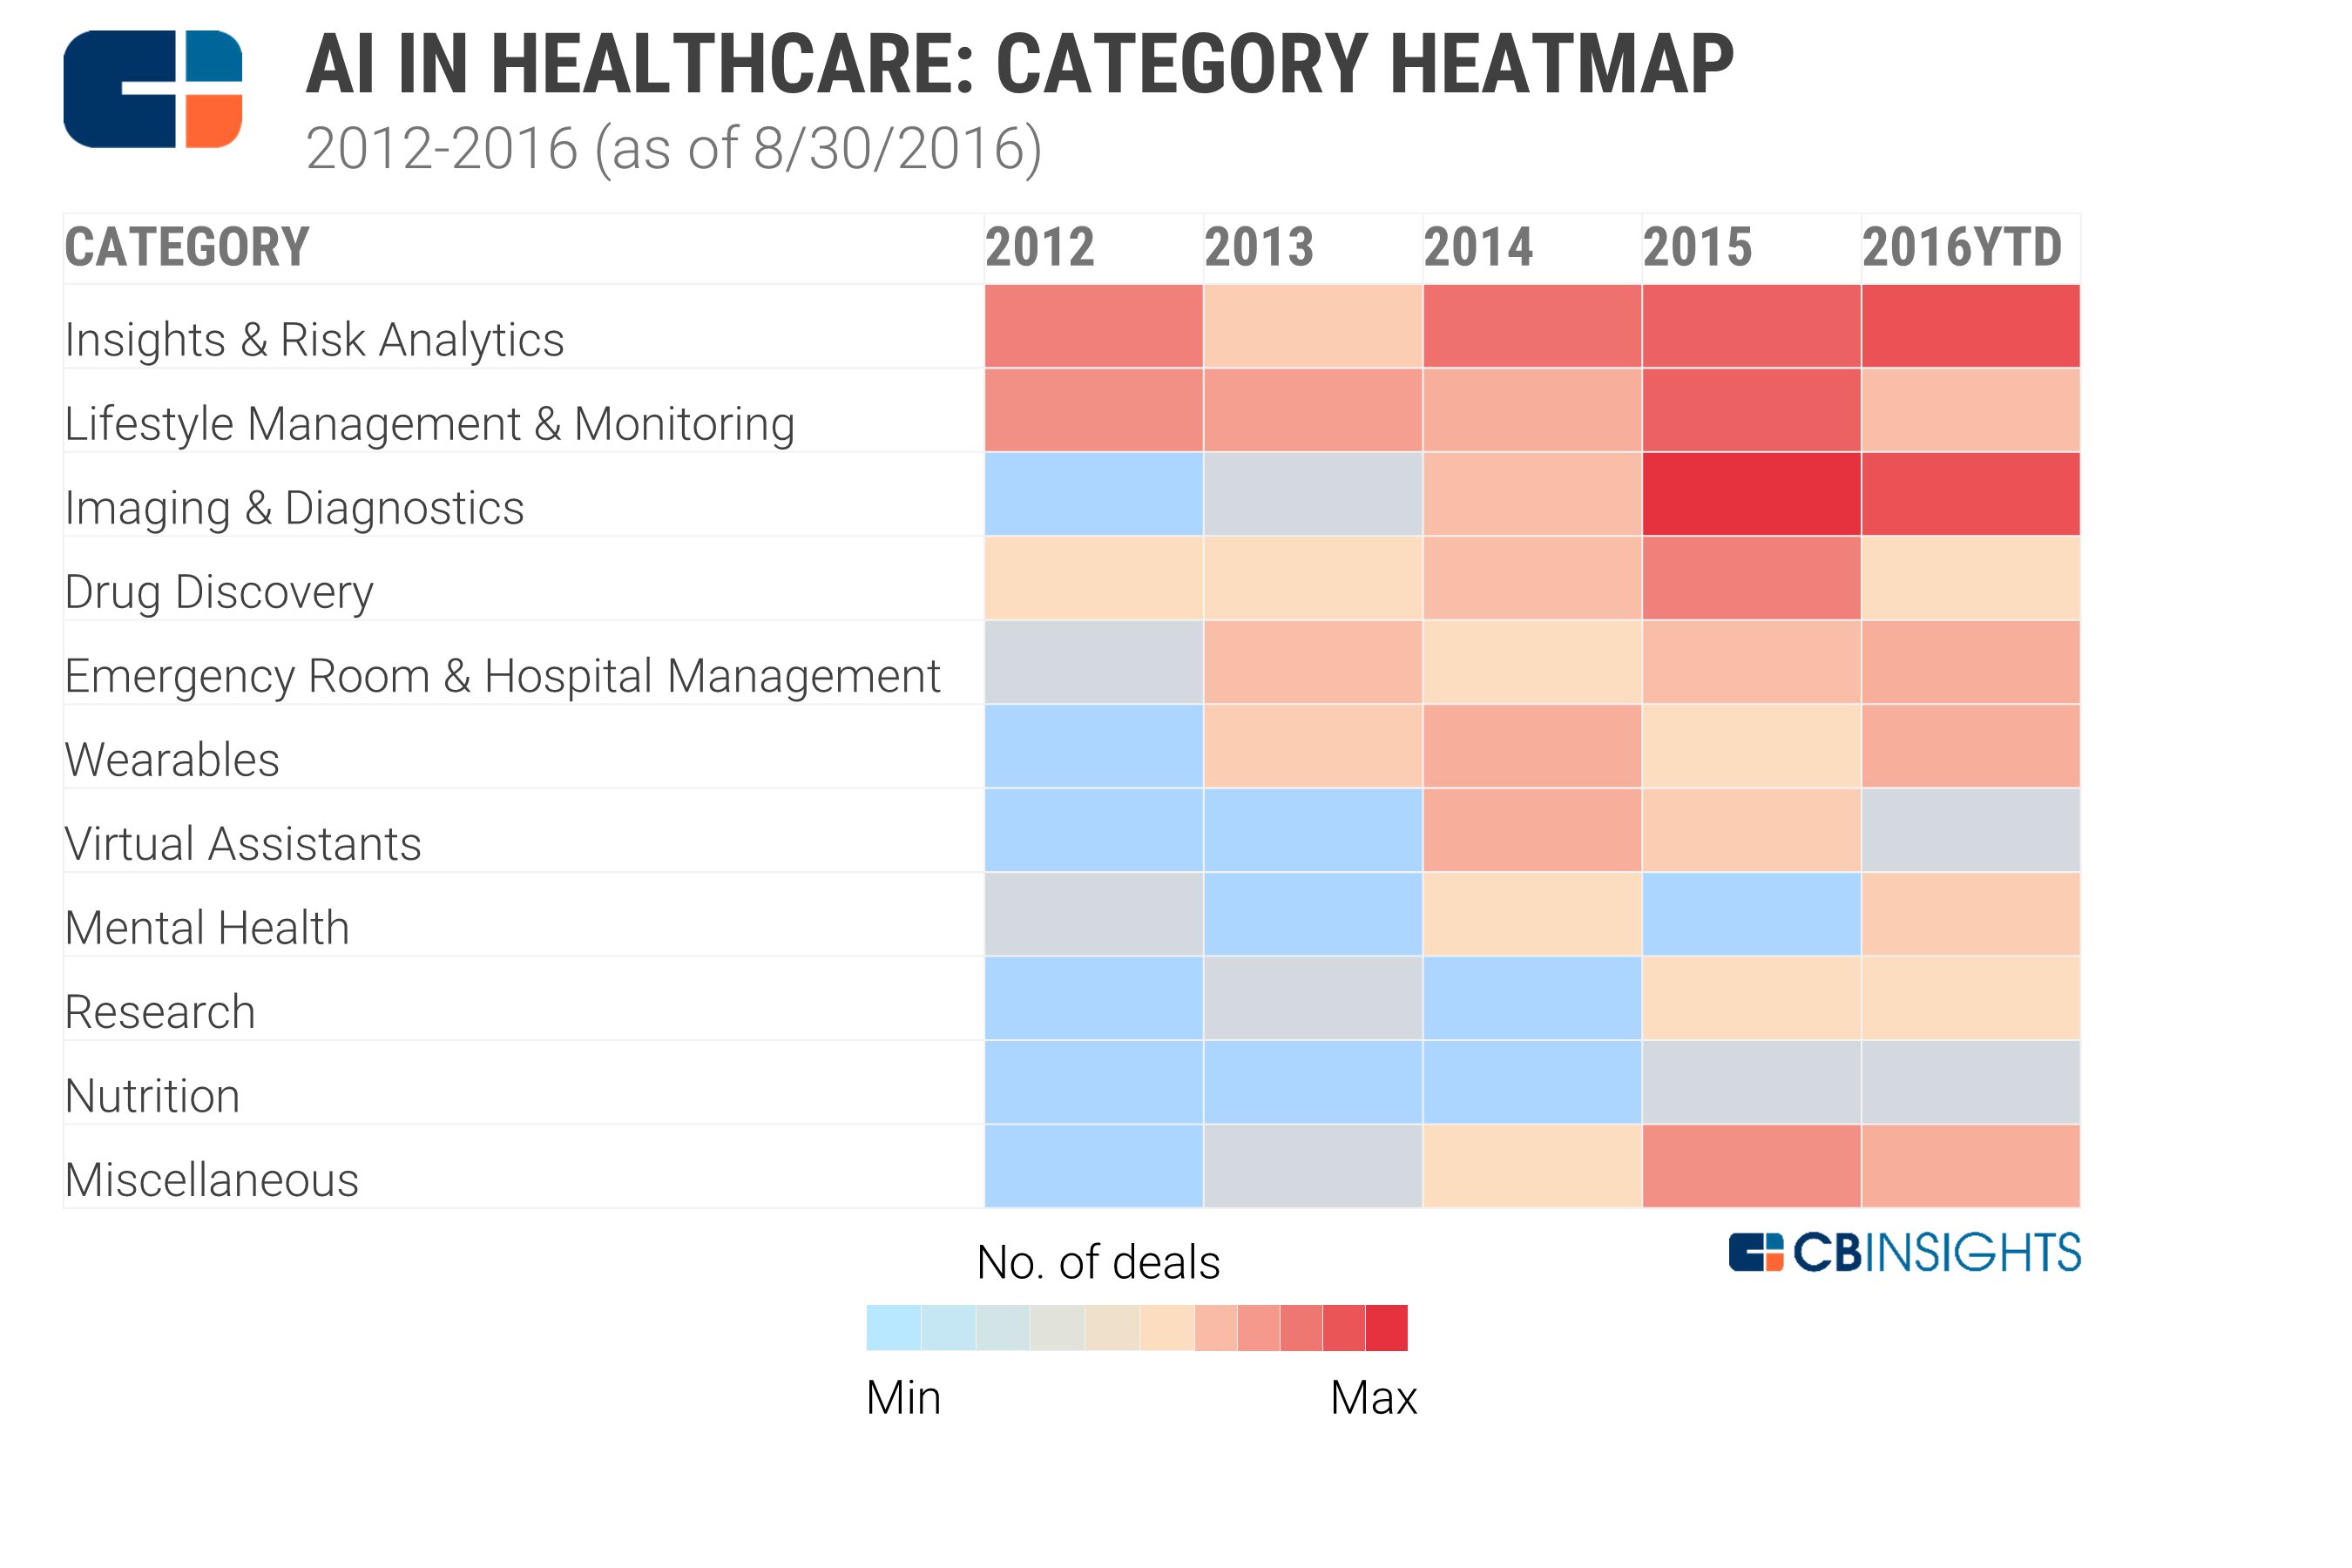 AI IN HEALTHCARE: CATEGORY HEATMAP
2012-2016 (as of 8/30/2016)
CATEGORY 2012 2013 2014 2015 2016YTD
Insights & Risk Analytics
Lifestyle Management & Monitoring
Imaging & Diagnostics
Drug Discovery
Emergency Room & Hospital Management
Wearables
Virtual Assistants
Mental Health
Research
Nutrition
Miscellaneous
No. of deals
CBINSIGHTS
Min Max